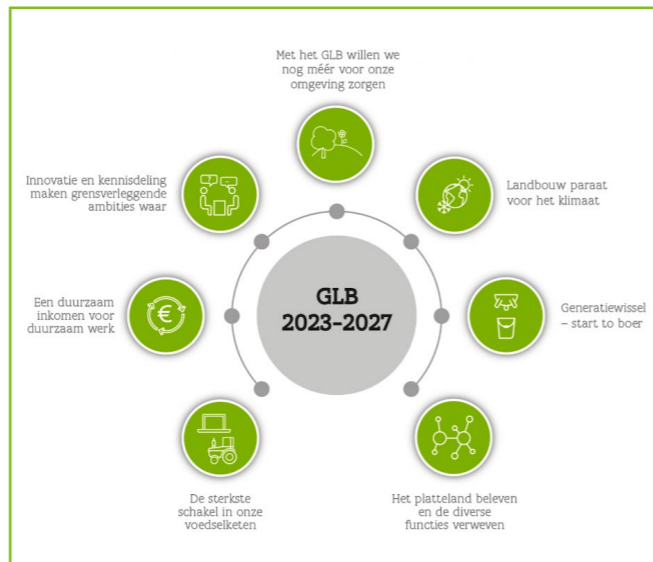 Met het GLB willen we
nog méér voor onze
omgeving zorgen
Innovatie en kennisdeling
maken grensverleggende
ambities waar
Landbouw paraat
voor het klimaat
GLB
2023-2027
Een duurzaam
inkomen voor
duurzaam werk
€
Generatiewissel
– start to boer
De sterkste
schakel in onze
voedselketen
Het platteland beleven
en de diverse
functies verweven